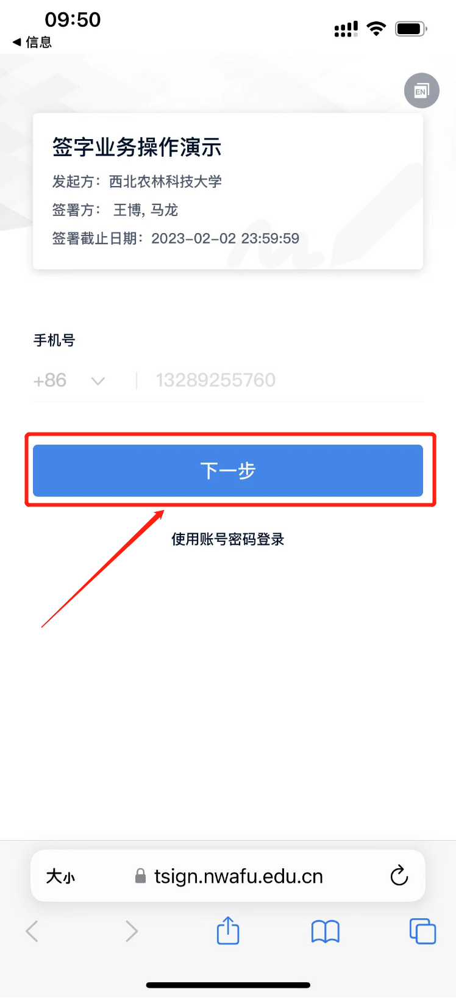 09:50
◀ 信息
EN
签字业务操作演示
发起方：西北农林科技大学
签署方： 王博, 马龙
签署截止日期：2023-02-02 23:59:59
手机号
+86 13289255760
下一步
使用账号密码登录
大小 tsign.nwafu.edu.cn